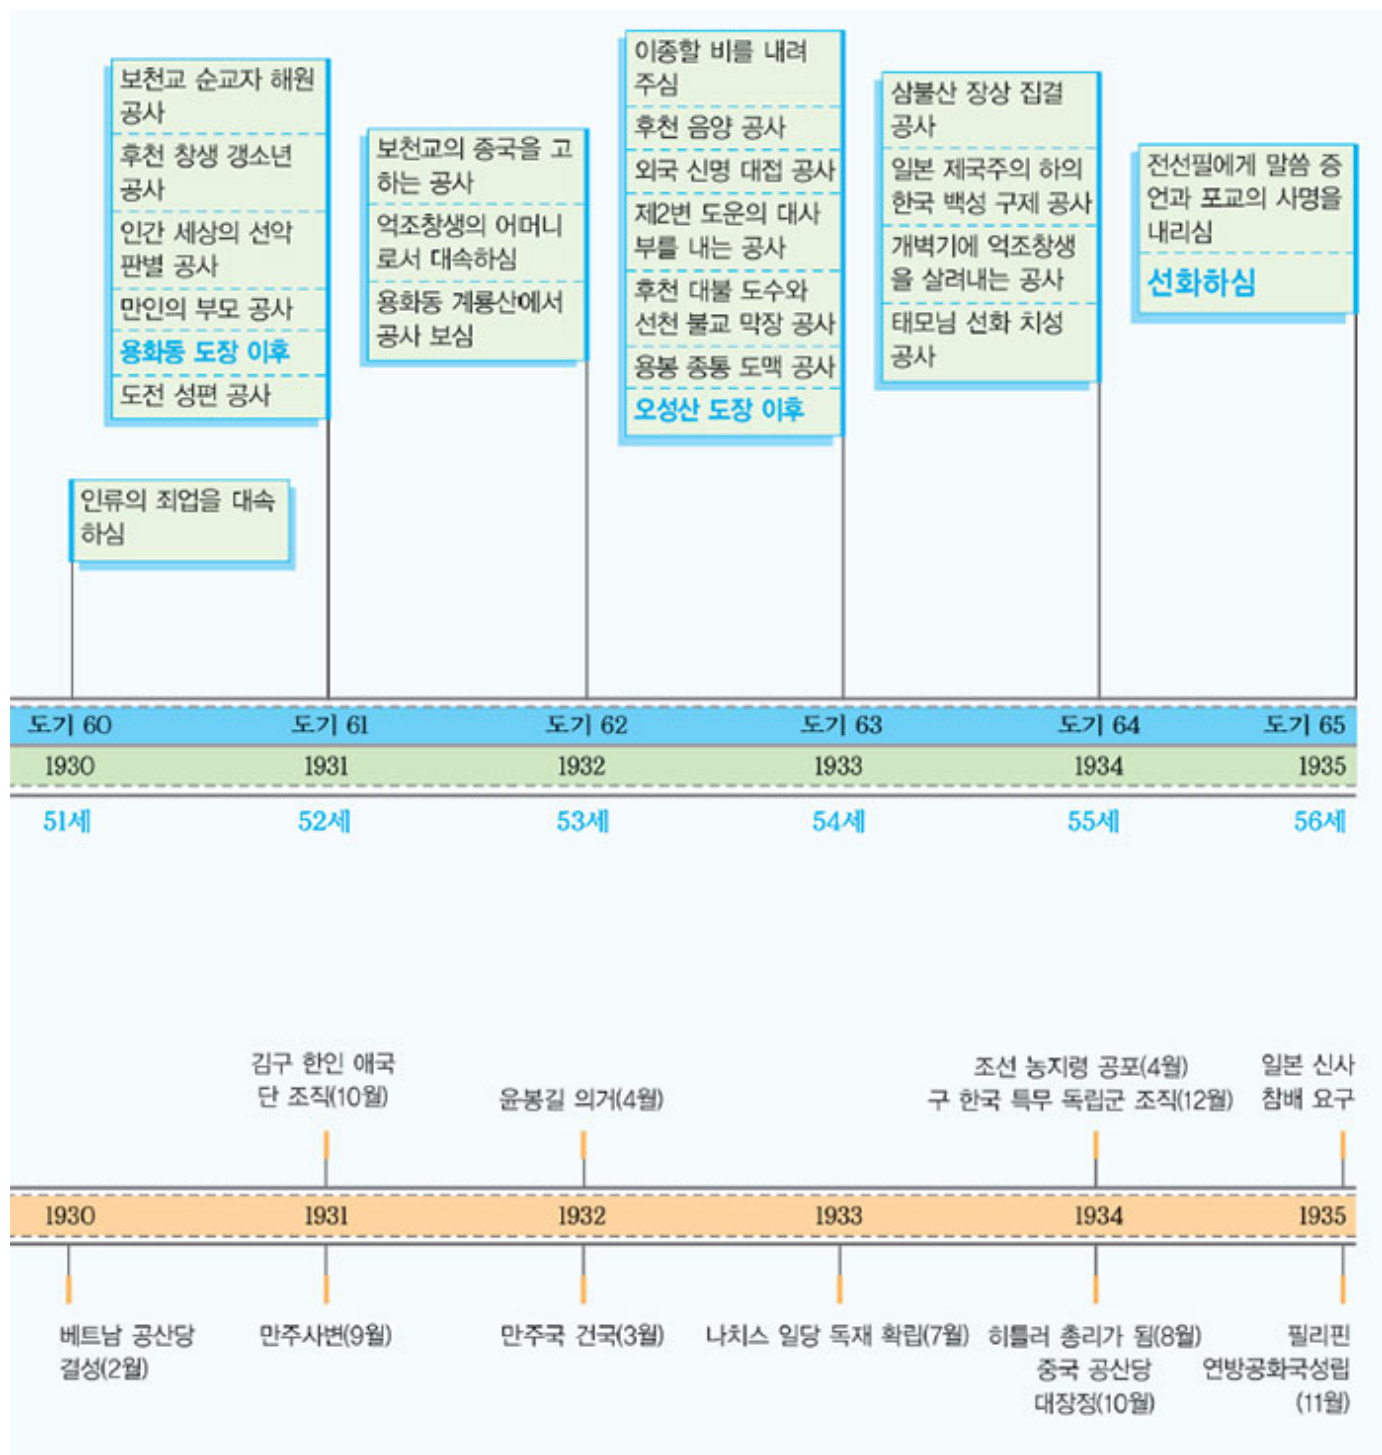 보천교 순교자 해원
공사
후천 창생 갱소년
공사
인간 세상의 선악
판별 공사
만인의 부모 공사
용화동 도장 이후
도전 성편 공사
인류의 죄업을 대속
하심
보천교의 종국을 고
하는 공사
억조창생의 어머니
로서 대속하심
용화동 계룡산에서
공사 보심
이종할 비를 내려
주심
후천 음양 공사
외국 신명 대접 공사
제2변 도운의 대사
부를 내는 공사
후천 대불 도수와
선천 불교 막장 공사
용봉 종통 도맥 공사
오성산 도장 이후
삼불산 장상 집결
공사
일본 제국주의 하의
한국 백성 구제 공사
개벽기에 억조창생
을 살려내는 공사
태모님 선화 치성
공사
전선필에게 말씀 증
언과 포교의 사명을
내리심
선화하심
도기 60 도기 61 도기 62 도기 63 도기 64 도기 65
1930 1931 1932 1933 1934 1935
51세 52세 53세 54세 55세 56세
김구 한인 애국
단 조직(10월)
윤봉길 의거(4월)
조선 농지령 공포(4월)
구 한국 특무 독립군 조직(12월)
일본 신사
참배 요구
1930 1931 1932 1933 1934 1935
베트남 공산당
결성(2월)
만주사변(9월)
만주국 건국(3월)
나치스 일당 독재 확립(7월)
히틀러 총리가 됨(8월)
중국 공산당
대장정(10월)
필리핀
연방공화국성립
(11월)